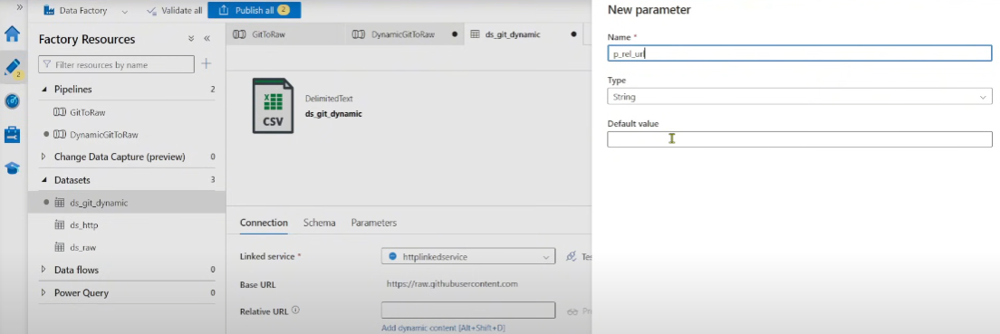 » Data Factory Validate all Publish all 2
Factory Resources
Filter resources by name
Pipelines 2
GitToRaw
DynamicGitToRaw
Change Data Capture (preview) 0
Datasets 3
ds_git_dynamic
ds_http
ds_raw
Data flows 0
Power Query 0
2
GitToRaw DynamicGitToRaw ds_git_dynamic
CSV
DelimitedText
ds_git_dynamic
Connection Schema Parameters
Linked service * httplinkedservice Tes
Base URL https://raw.githubusercontent.com
Relative URL Pr
Add dynamic content [Alt+Shift+D]
New parameter
Name *
p_rel_url
Type
String
Default value